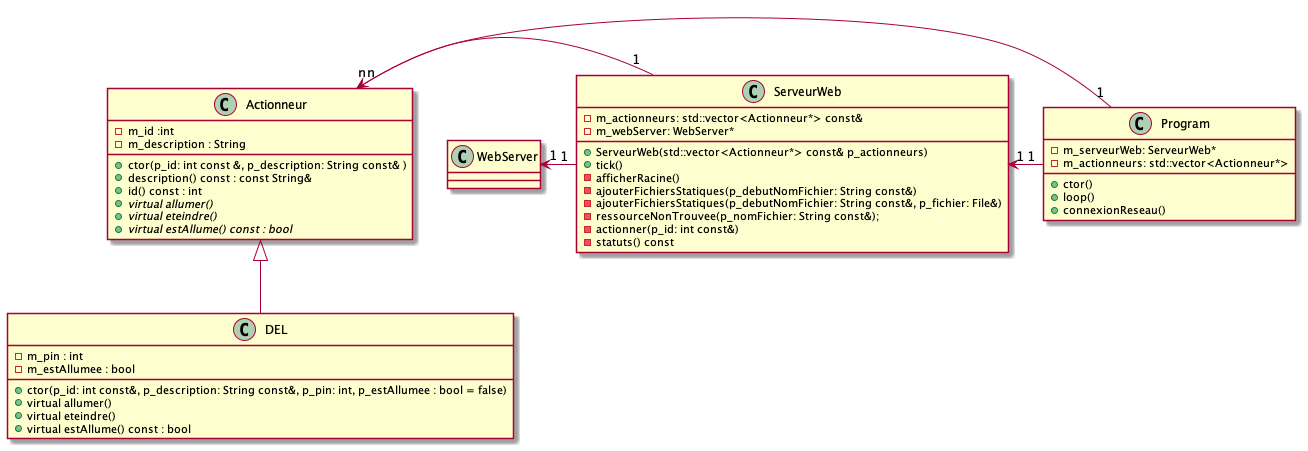 C Actionneur
m_id :int
m_description : String
ctor(p_id: int const &, p_description: String const& )
description() const : const String&
id() const : int
virtual allumer()
virtual eteindre()
virtual estAllume() const : bool
nn
C WebServer
1
1
1
C ServeurWeb
m_actionneurs: std::vector<Actionneur*> const&
m_webServer: WebServer*
ServeurWeb(std::vector<Actionneur*> const& p_actionneurs)
tick()
afficherRacine()
ajouterFichiersStatiques(p_debutNomFichier: String const&)
ajouterFichiersStatiques(p_debutNomFichier: String const&, p_fichier: File&)
ressourceNonTrouvee(p_nomFichier: String const&);
actionner(p_id: int const&)
statuts() const
1
1
1
C Program
m_serveurWeb: ServeurWeb*
m_actionneurs: std::vector<Actionneur*>
ctor()
loop()
connexionReseau()
C DEL
m_pin : int
m_estAllumee : bool
ctor(p_id: int const&, p_description: String const&, p_pin: int, p_estAllumee : bool = false)
virtual allumer()
virtual eteindre()
virtual estAllume() const : bool